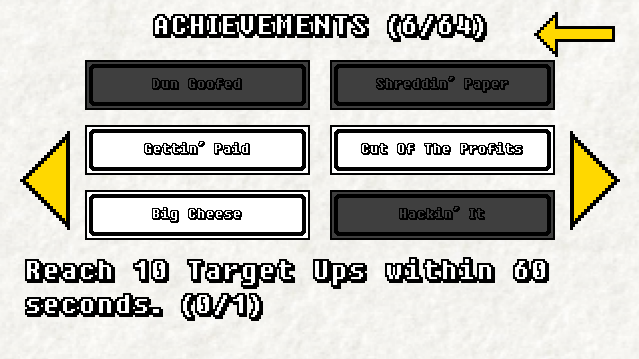 ACHIEVEMENTS (6/64)
Dun Goofed
Shreddin' Paper
Gettin' Paid
Cut Of The Profits
Big Cheese
Hackin' It
Reach 10 Target Ups within 60
seconds. (0/1)